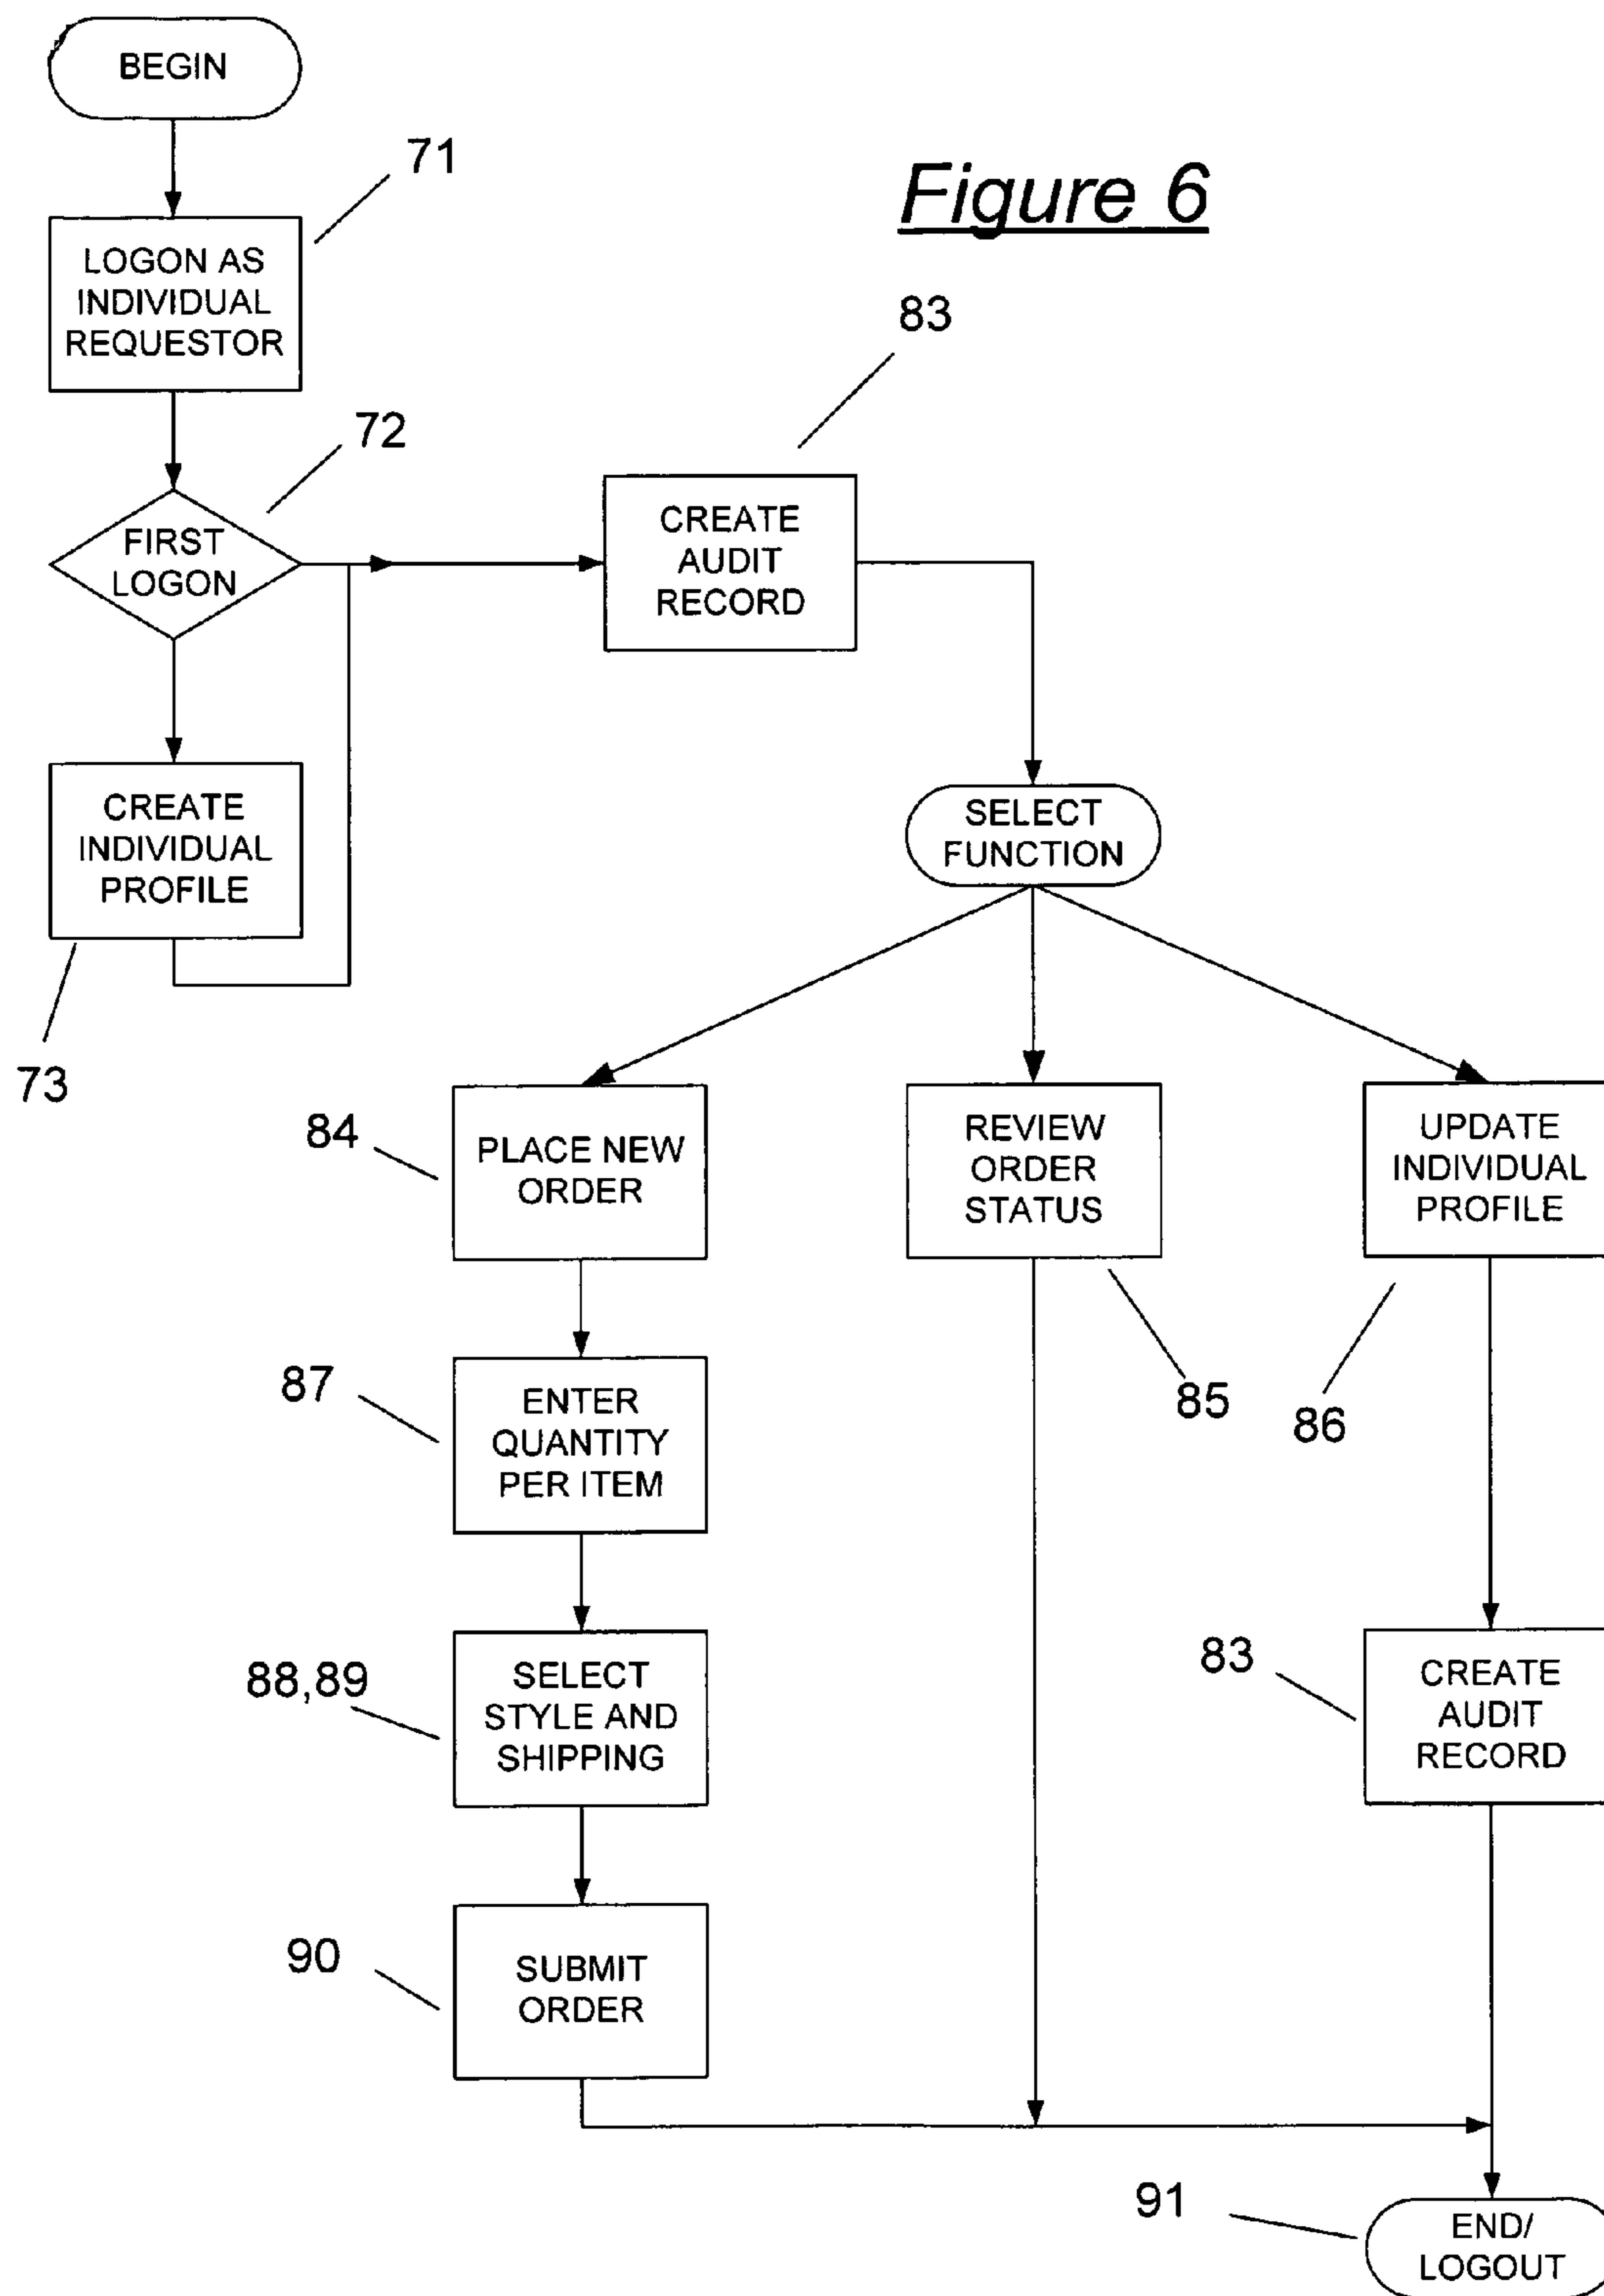 BEGIN
71
Figure 6
LOGON AS
INDIVIDUAL
REQUESTOR
83
72
FIRST
LOGON
CREATE
AUDIT
RECORD
CREATE
INDIVIDUAL
PROFILE
SELECT
FUNCTION
73
84
PLACE NEW
ORDER
REVIEW
ORDER
STATUS
UPDATE
INDIVIDUAL
PROFILE
87
ENTER
QUANTITY
PER ITEM
85
86
88,89
SELECT
STYLE AND
SHIPPING
83
CREATE
AUDIT
RECORD
90
SUBMIT
ORDER
91
END/
LOGOUT